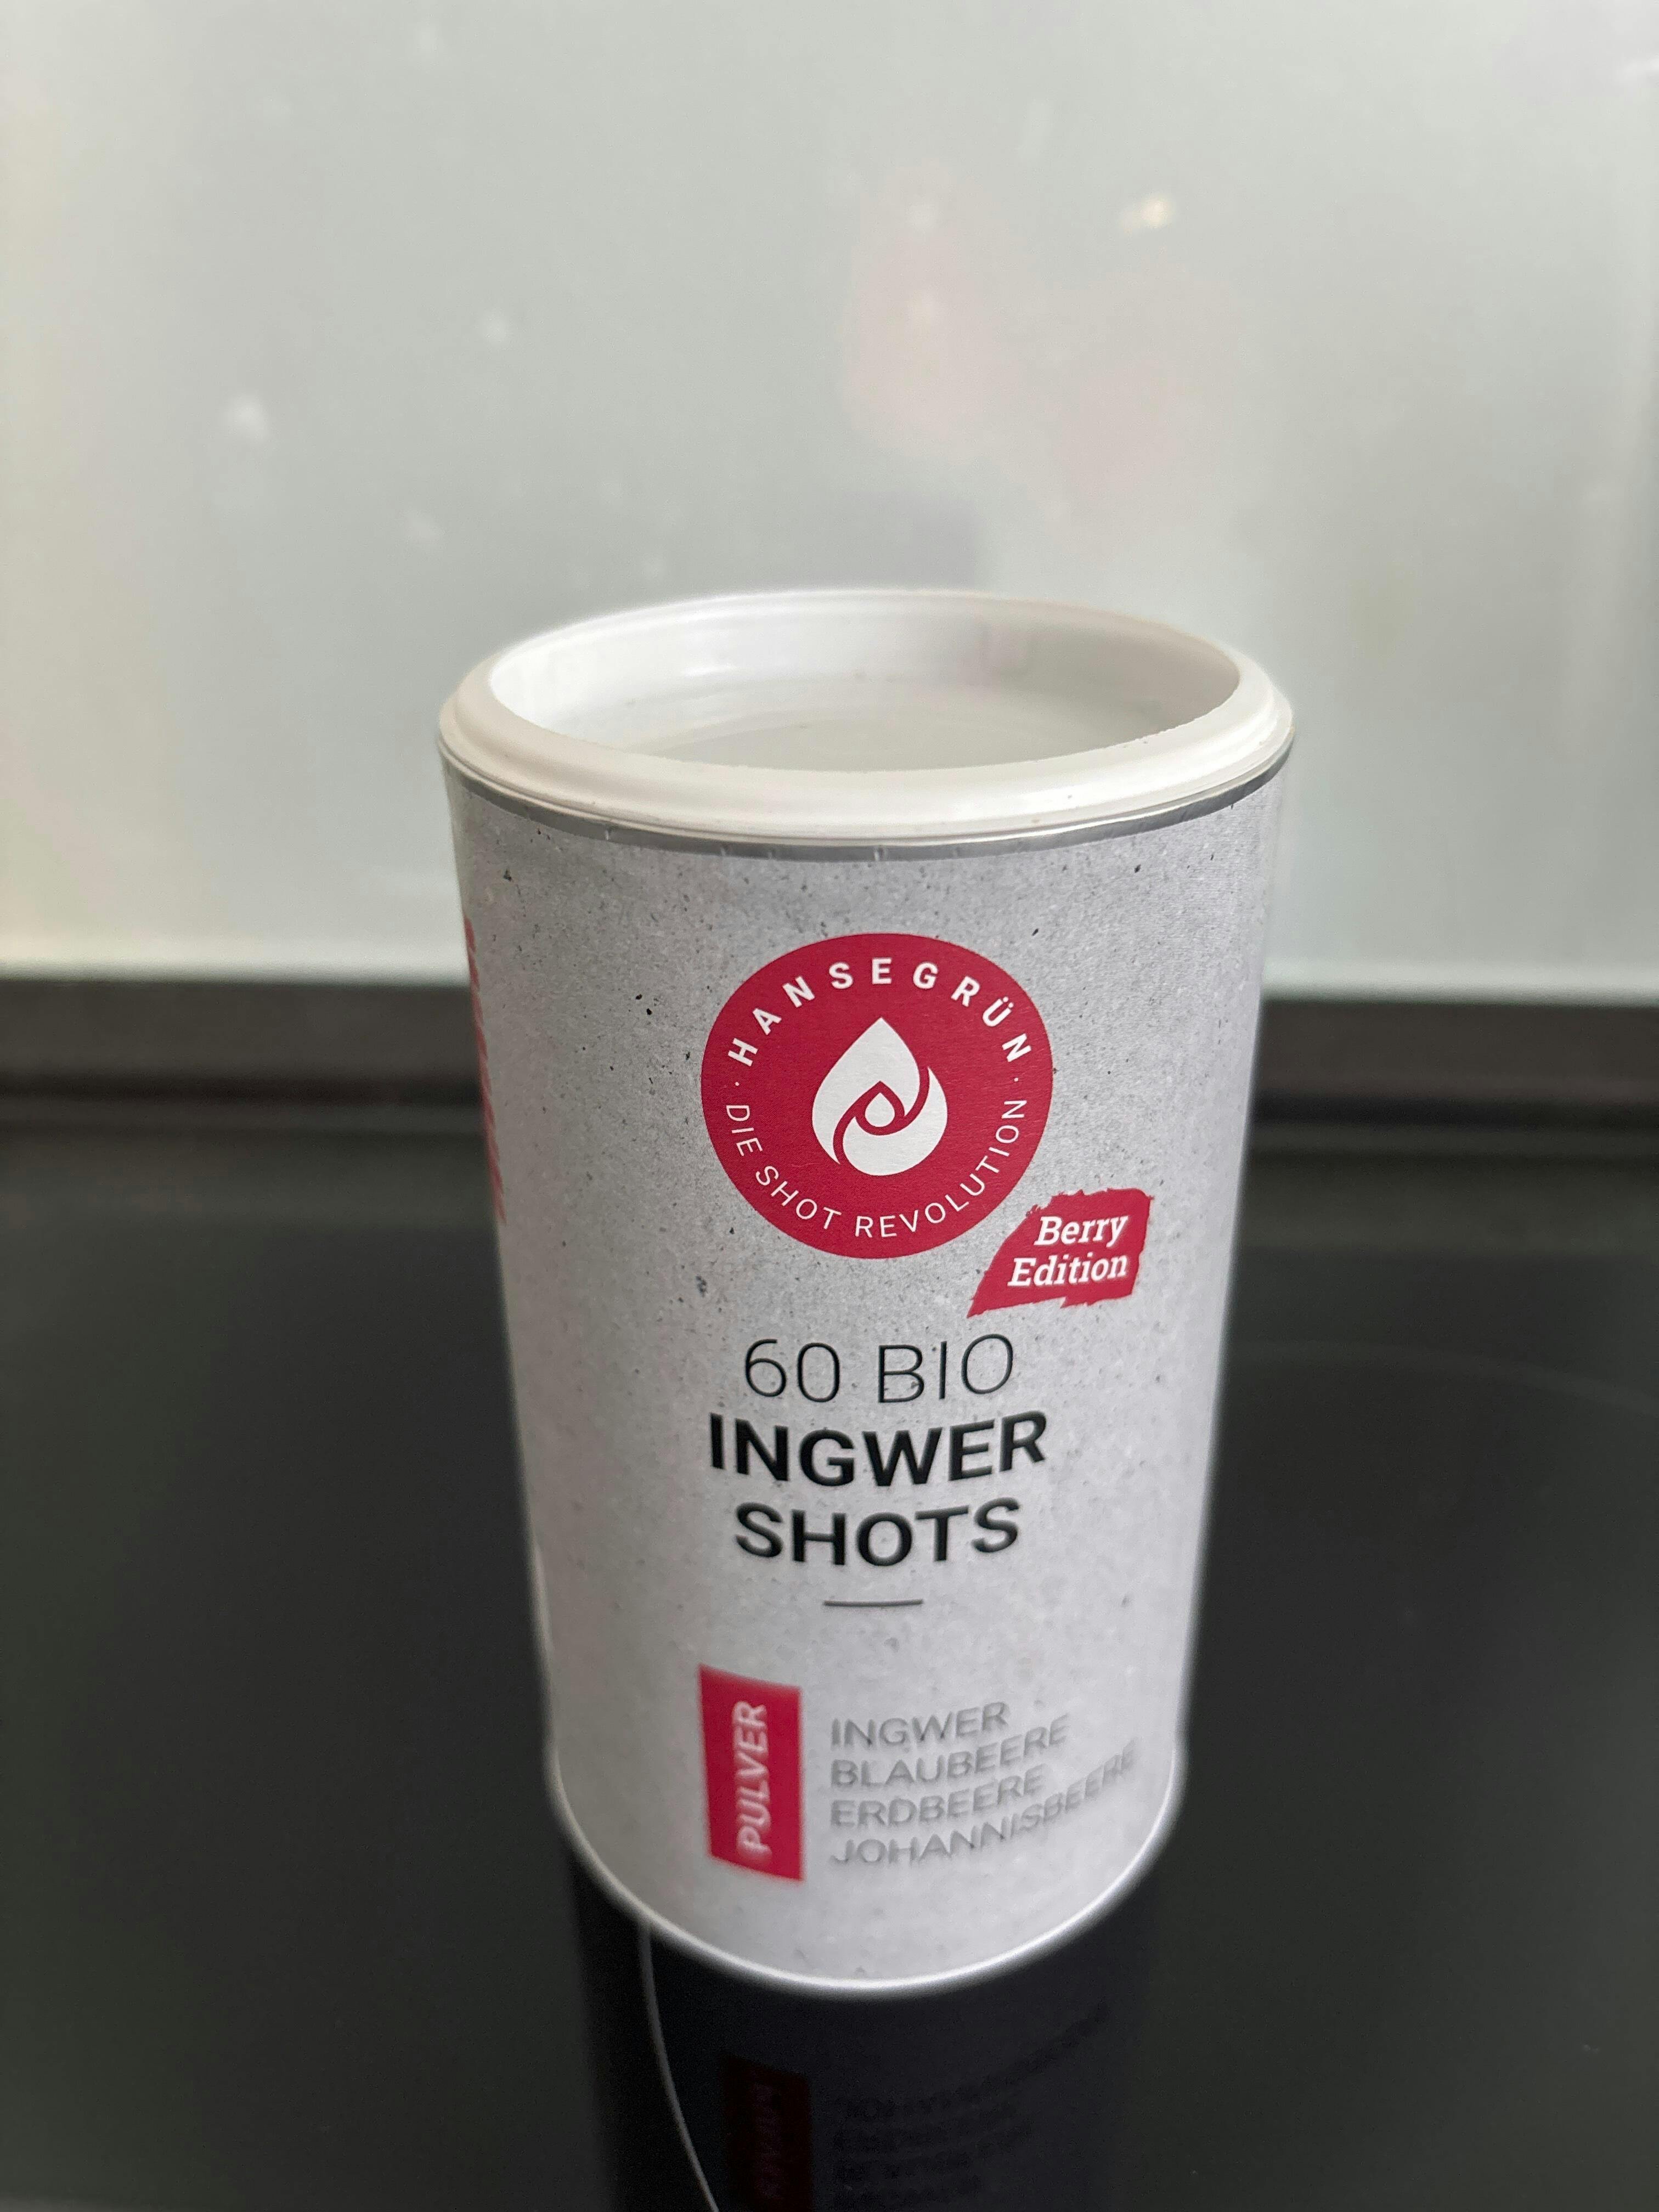 HANSEGRÜN
DIE SHOT REVOLUTION
Berry
Edition
60 BIO
INGWER
SHOTS
PULVER
INGWER
BLAUBEERE
ERDBEERE
JOHANNISBEERE